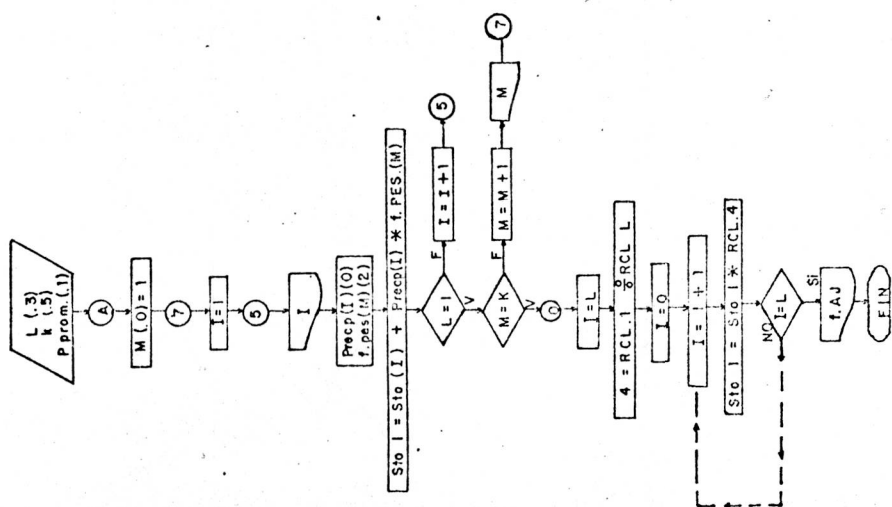 L (.3)
K (.5)
P prom. (.1)
A
M (.0) = 1
7
I = 1
5
I
Precp(I)(0)
f.pes(M)(2)
Sto I = Sto (I) + Precp(I) * f.PES.(M)
L = I
F
I = I + 1
5
V
M = K
F
M = M + 1
M
7
V
I = L
4 = RCL.1 % RCL L
I = 0
I = I + 1
Sto I = Sto I * RCL.4
NO
I = L
Si
f.AJ
FIN